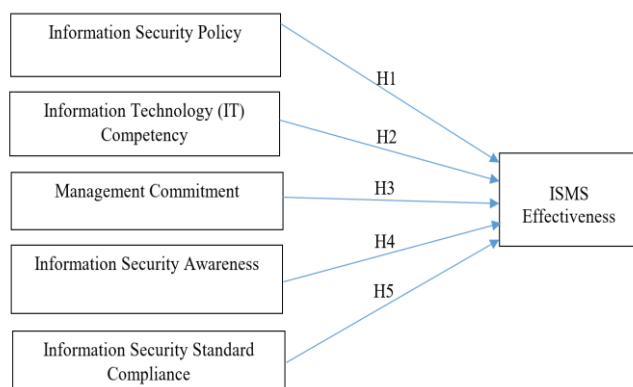 Information Security Policy
H1
Information Technology (IT)
Competency
H2
Management Commitment
H3
ISMS
Effectiveness
Information Security Awareness
H4
H5
Information Security Standard
Compliance